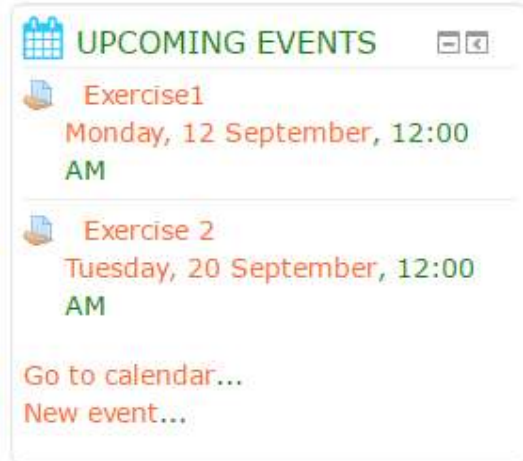 UPCOMING EVENTS
Exercise1
Monday, 12 September, 12:00
AM
Exercise 2
Tuesday, 20 September, 12:00
AM
Go to calendar...
New event...